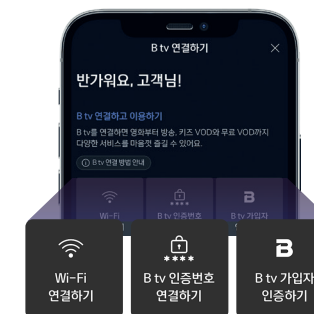 B tv 연결하기
반가워요, 고객님!
B tv 연결하고 이용하기
B tv를 연결하면 영화부터 방송, 키즈 VOD와 무료 VOD까지
다양한 서비스를 마음껏 즐길 수 있어요.
B tv 연결 방법 안내
Wi-Fi B tv 인증번호 B tv 가입자
Wi-Fi
연결하기
B tv 인증번호
연결하기
B tv 가입자
인증하기